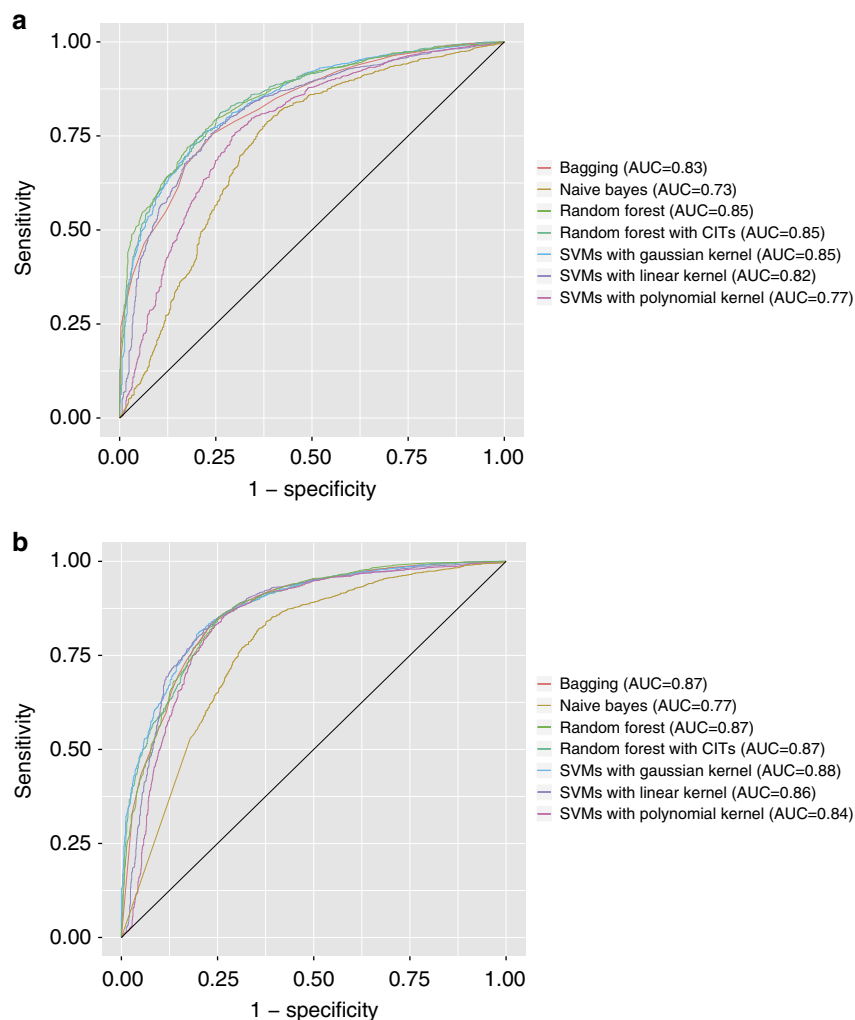 a
1.00
0.75
0.50
0.25
0.00
Sensitivity
0.00 0.25 0.50 0.75 1.00
1 – specificity
Bagging (AUC=0.83)
Naive bayes (AUC=0.73)
Random forest (AUC=0.85)
Random forest with CITs (AUC=0.85)
SVMs with gaussian kernel (AUC=0.85)
SVMs with linear kernel (AUC=0.82)
SVMs with polynomial kernel (AUC=0.77)
b
1.00
0.75
0.50
0.25
0.00
Sensitivity
0.00 0.25 0.50 0.75 1.00
1 – specificity
Bagging (AUC=0.87)
Naive bayes (AUC=0.77)
Random forest (AUC=0.87)
Random forest with CITs (AUC=0.87)
SVMs with gaussian kernel (AUC=0.88)
SVMs with linear kernel (AUC=0.86)
SVMs with polynomial kernel (AUC=0.84)